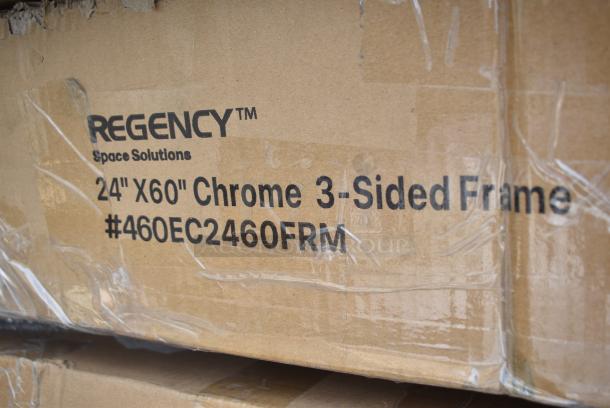 REGENCY™
Space Solutions
24" X60" Chrome 3-Sided Frame
#460EC2460FRM